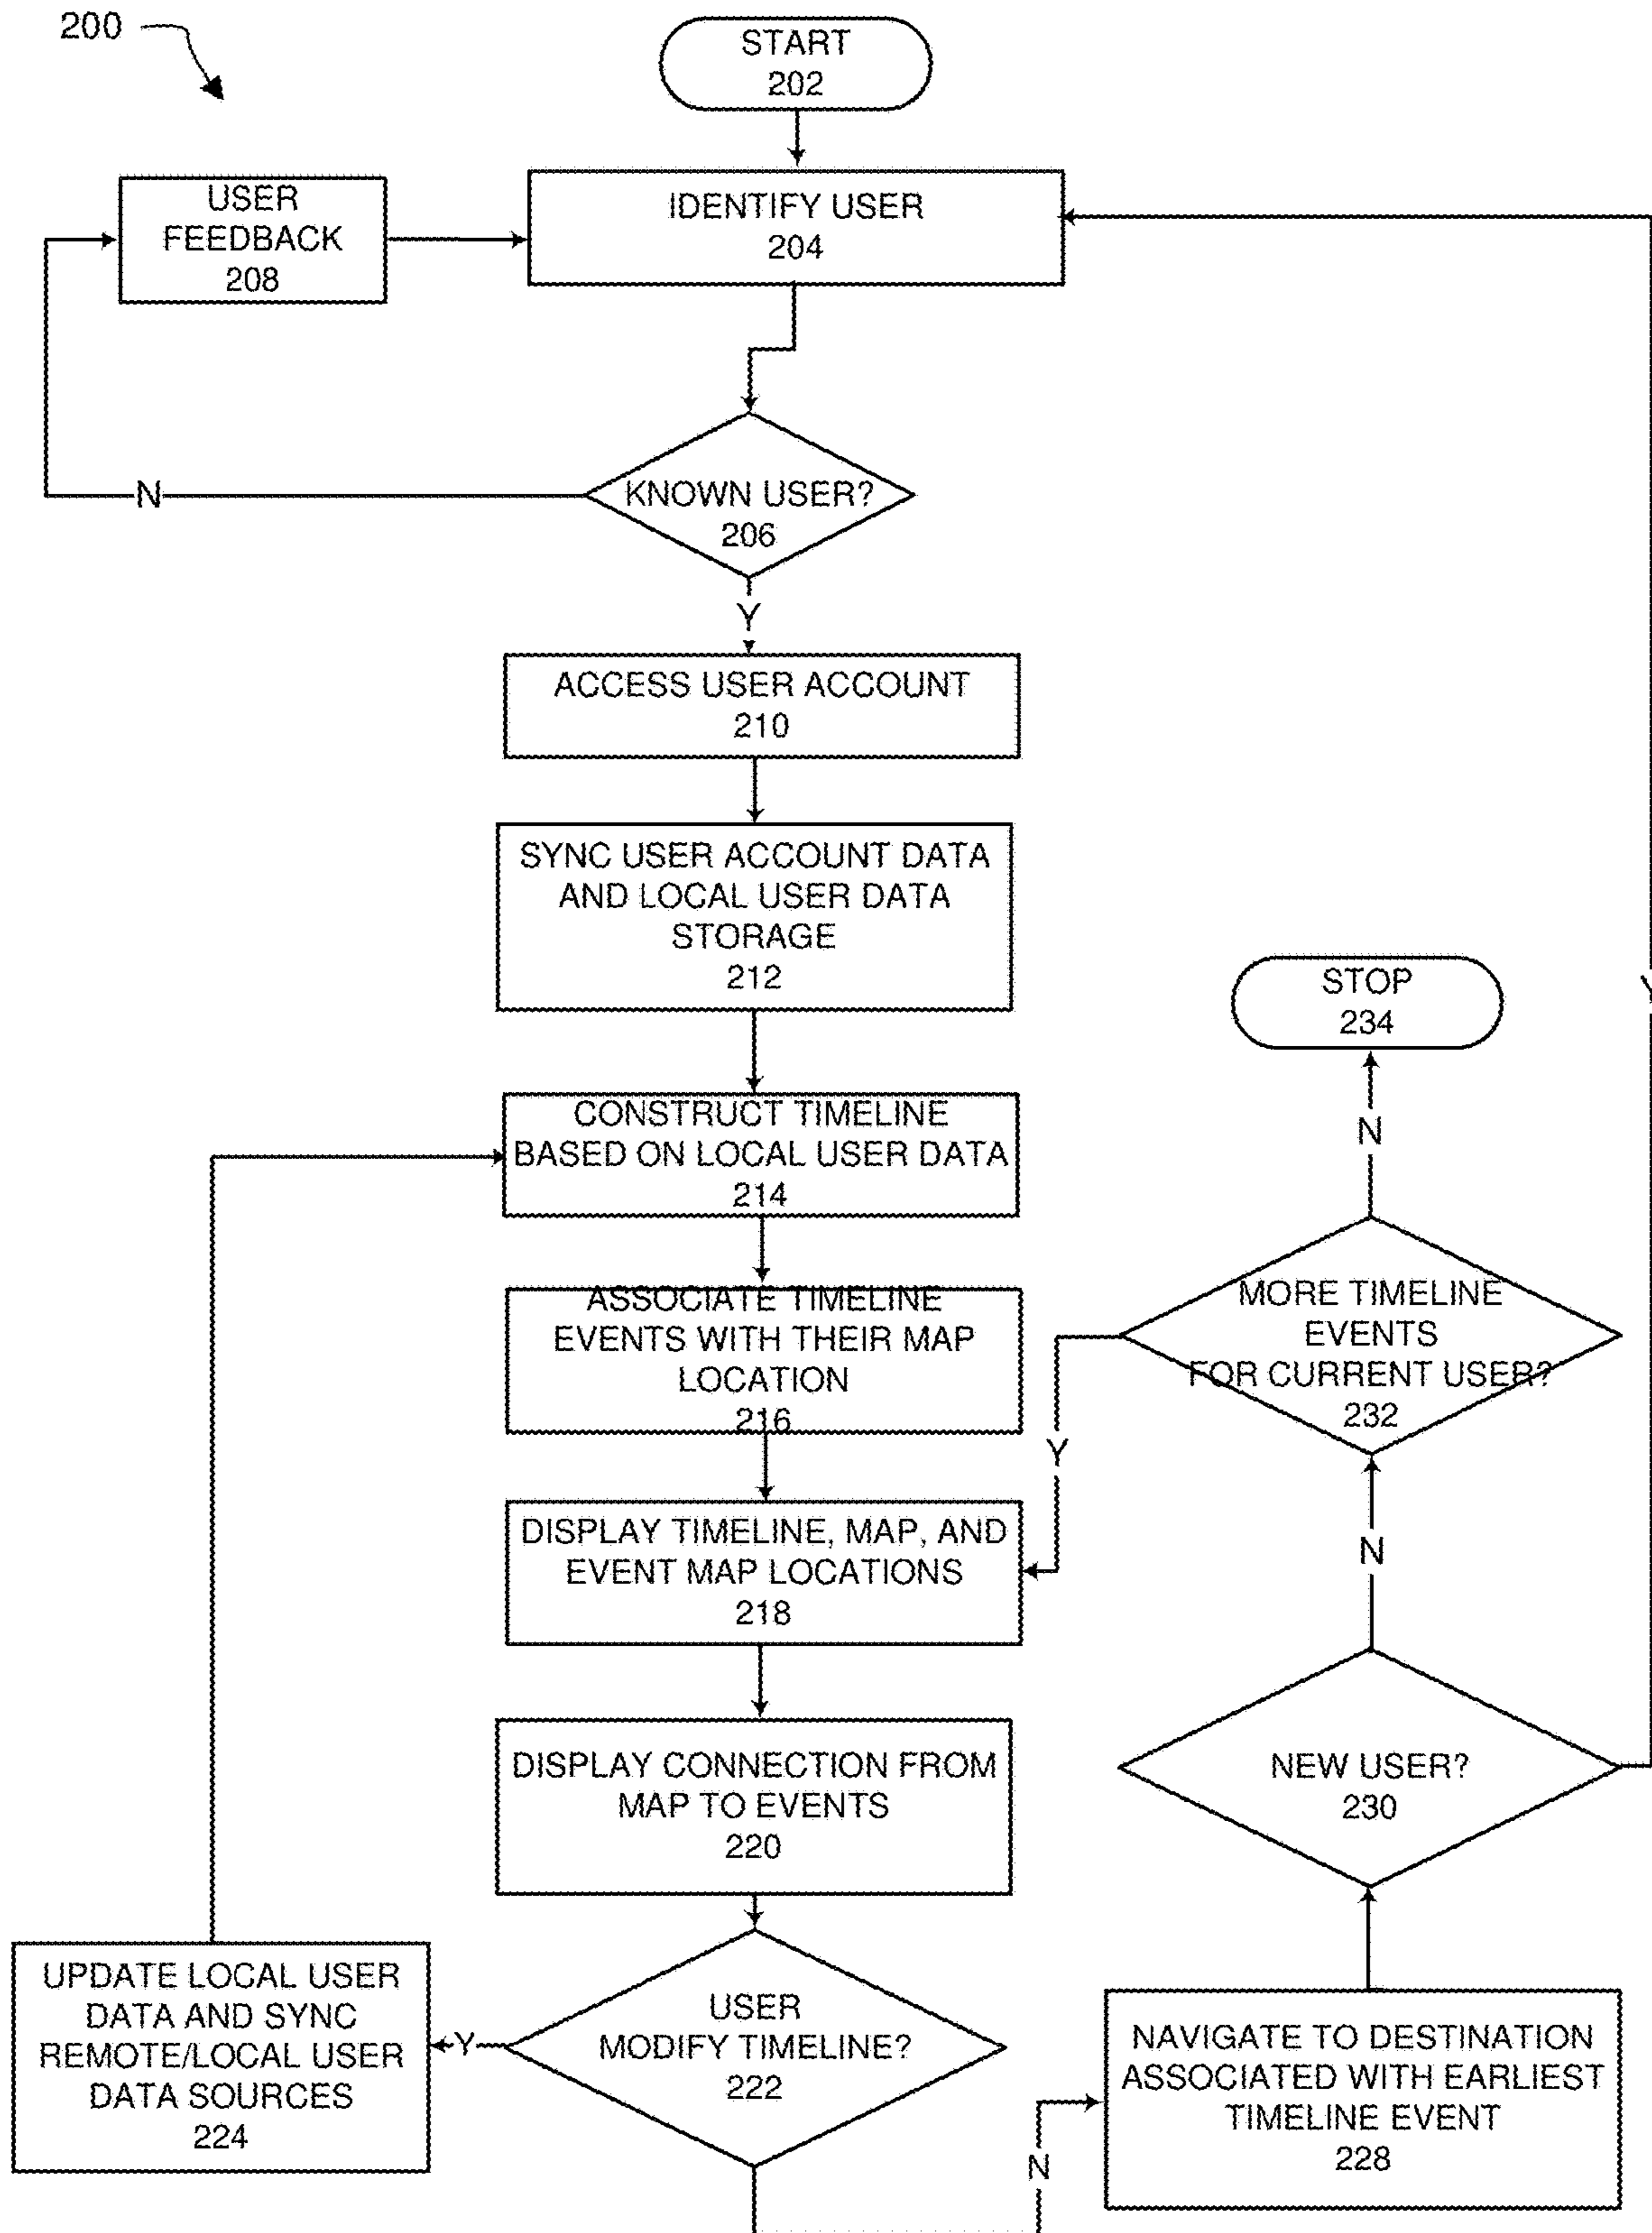 200
START
202
USER
FEEDBACK
208
IDENTIFY USER
204
N
KNOWN USER?
206
Y
ACCESS USER ACCOUNT
210
SYNC USER ACCOUNT DATA
AND LOCAL USER DATA
STORAGE
212
STOP
234
Y
CONSTRUCT TIMELINE
BASED ON LOCAL USER DATA
214
N
ASSOCIATE TIMELINE
EVENTS WITH THEIR MAP
LOCATION
216
MORE TIMELINE
EVENTS
FOR CURRENT USER?
232
Y
DISPLAY TIMELINE, MAP, AND
EVENT MAP LOCATIONS
218
N
DISPLAY CONNECTION FROM
MAP TO EVENTS
220
NEW USER?
230
UPDATE LOCAL USER
DATA AND SYNC
REMOTE/LOCAL USER
DATA SOURCES
224
Y
USER
MODIFY TIMELINE?
222
N
NAVIGATE TO DESTINATION
ASSOCIATED WITH EARLIEST
TIMELINE EVENT
228